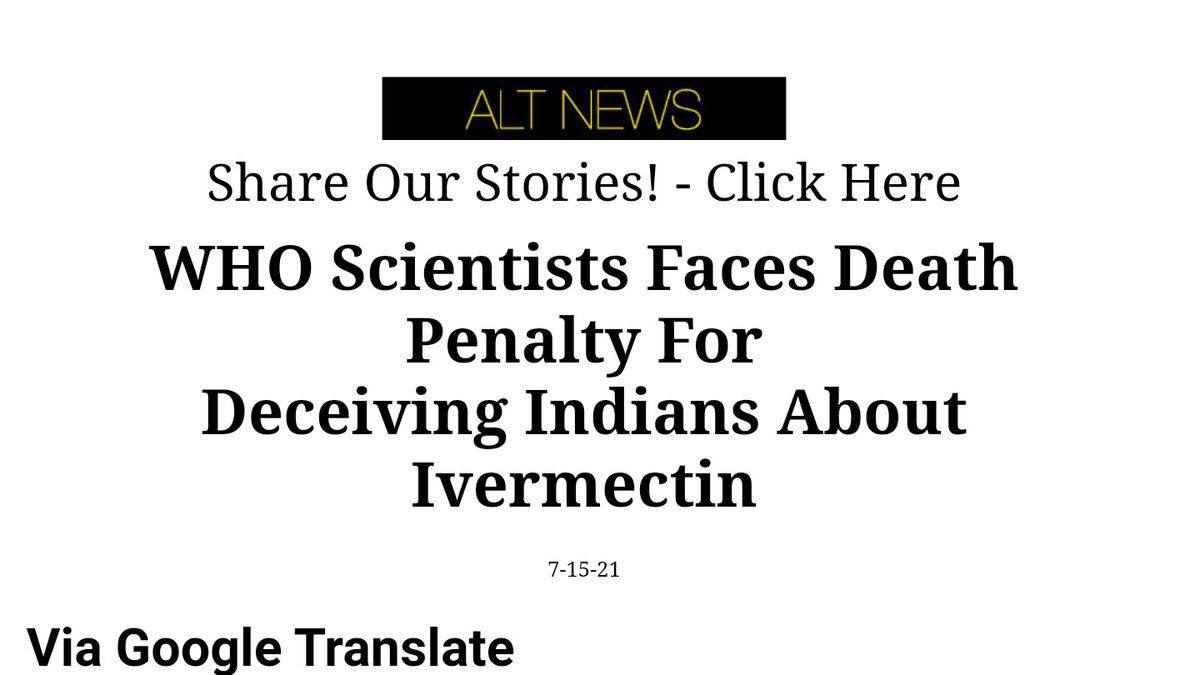 ALT NEWS
Share Our Stories! - Click Here
WHO Scientists Faces Death
Penalty For
Deceiving Indians About
Ivermectin
7-15-21
Via Google Translate